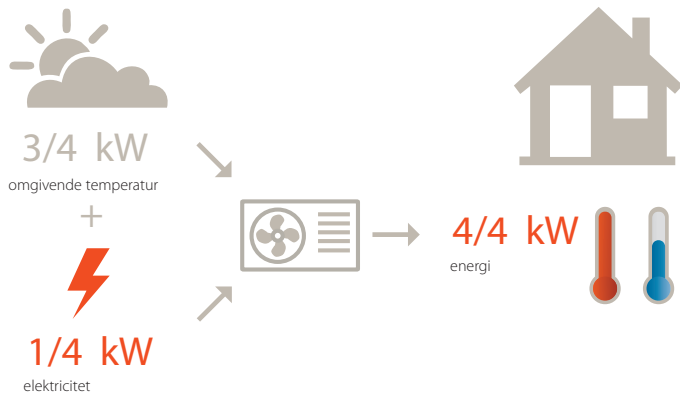 3/4 kW
omgivende temperatur
+
1/4 kW
elektricitet
4/4 kW
energi